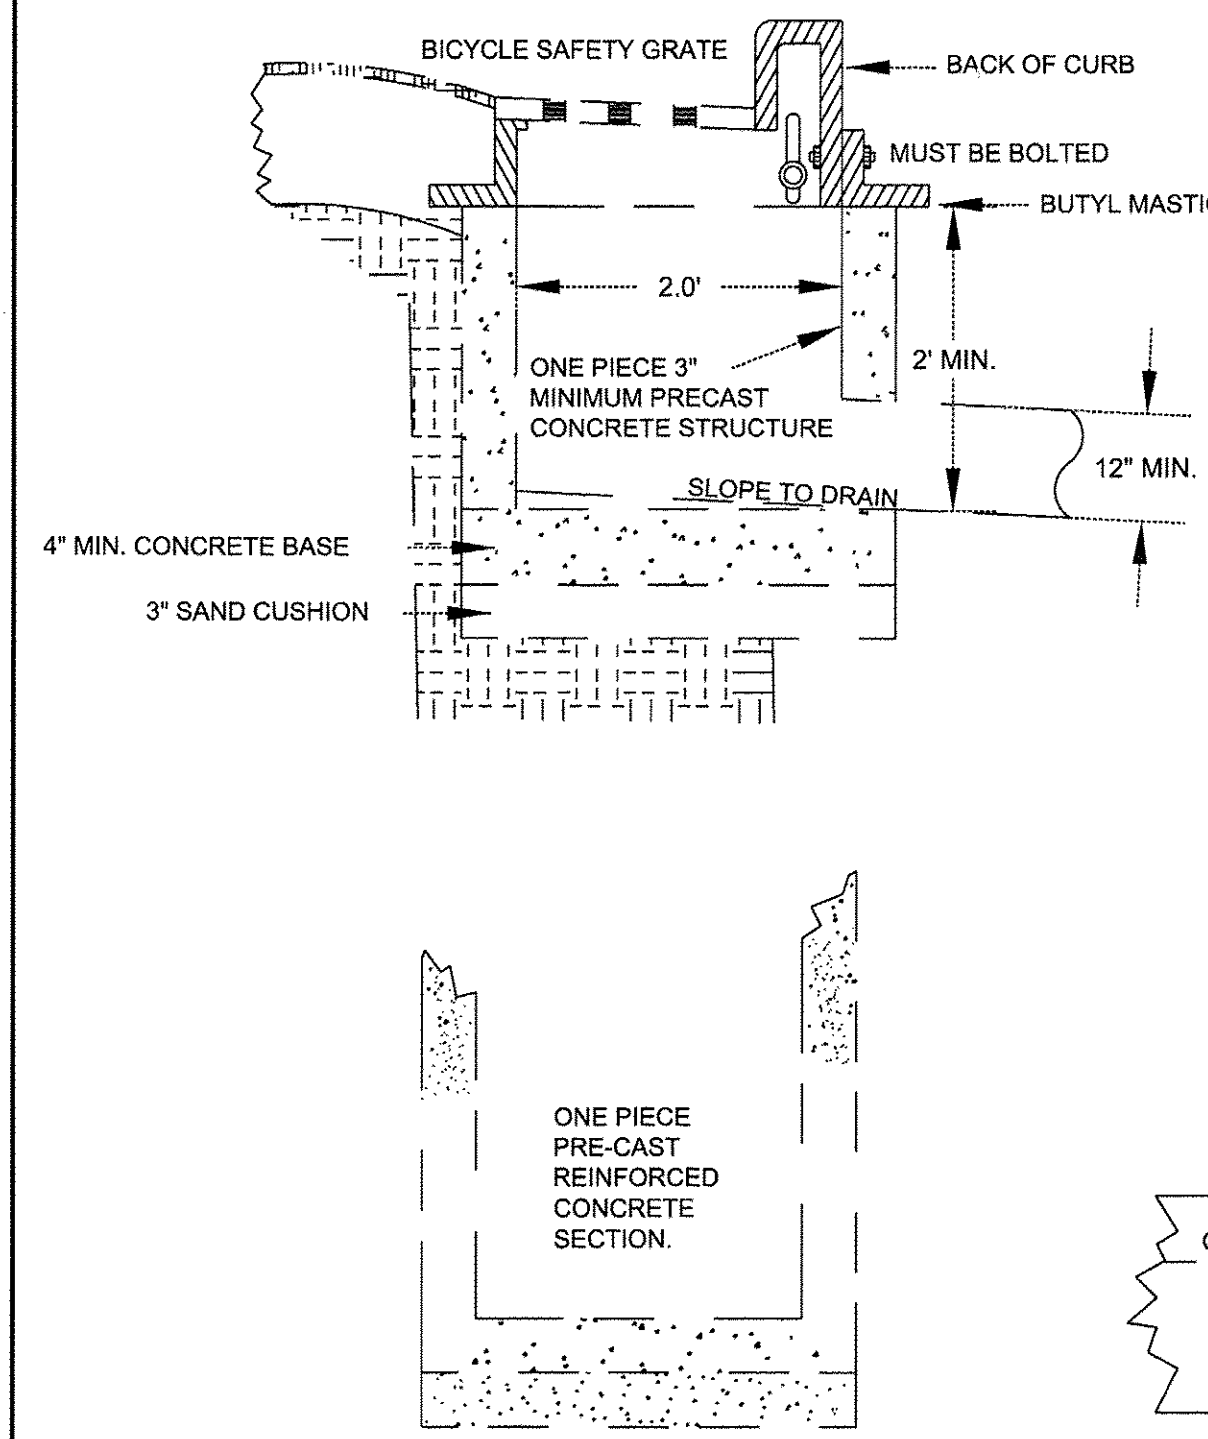 BICYCLE SAFETY GRATE
BACK OF CURB
MUST BE BOLTED
BUTYL
2.0'
2' MIN.
ONE PIECE 3"
MINIMUM PRECAST
CONCRETE STRUCTURE
12" MIN.
SLOPE TO DRAIN
4" MIN. CONCRETE BASE
3" SAND CUSHION
ONE PIECE
PRE-CAST
REINFORCED
CONCRETE
SECTION.